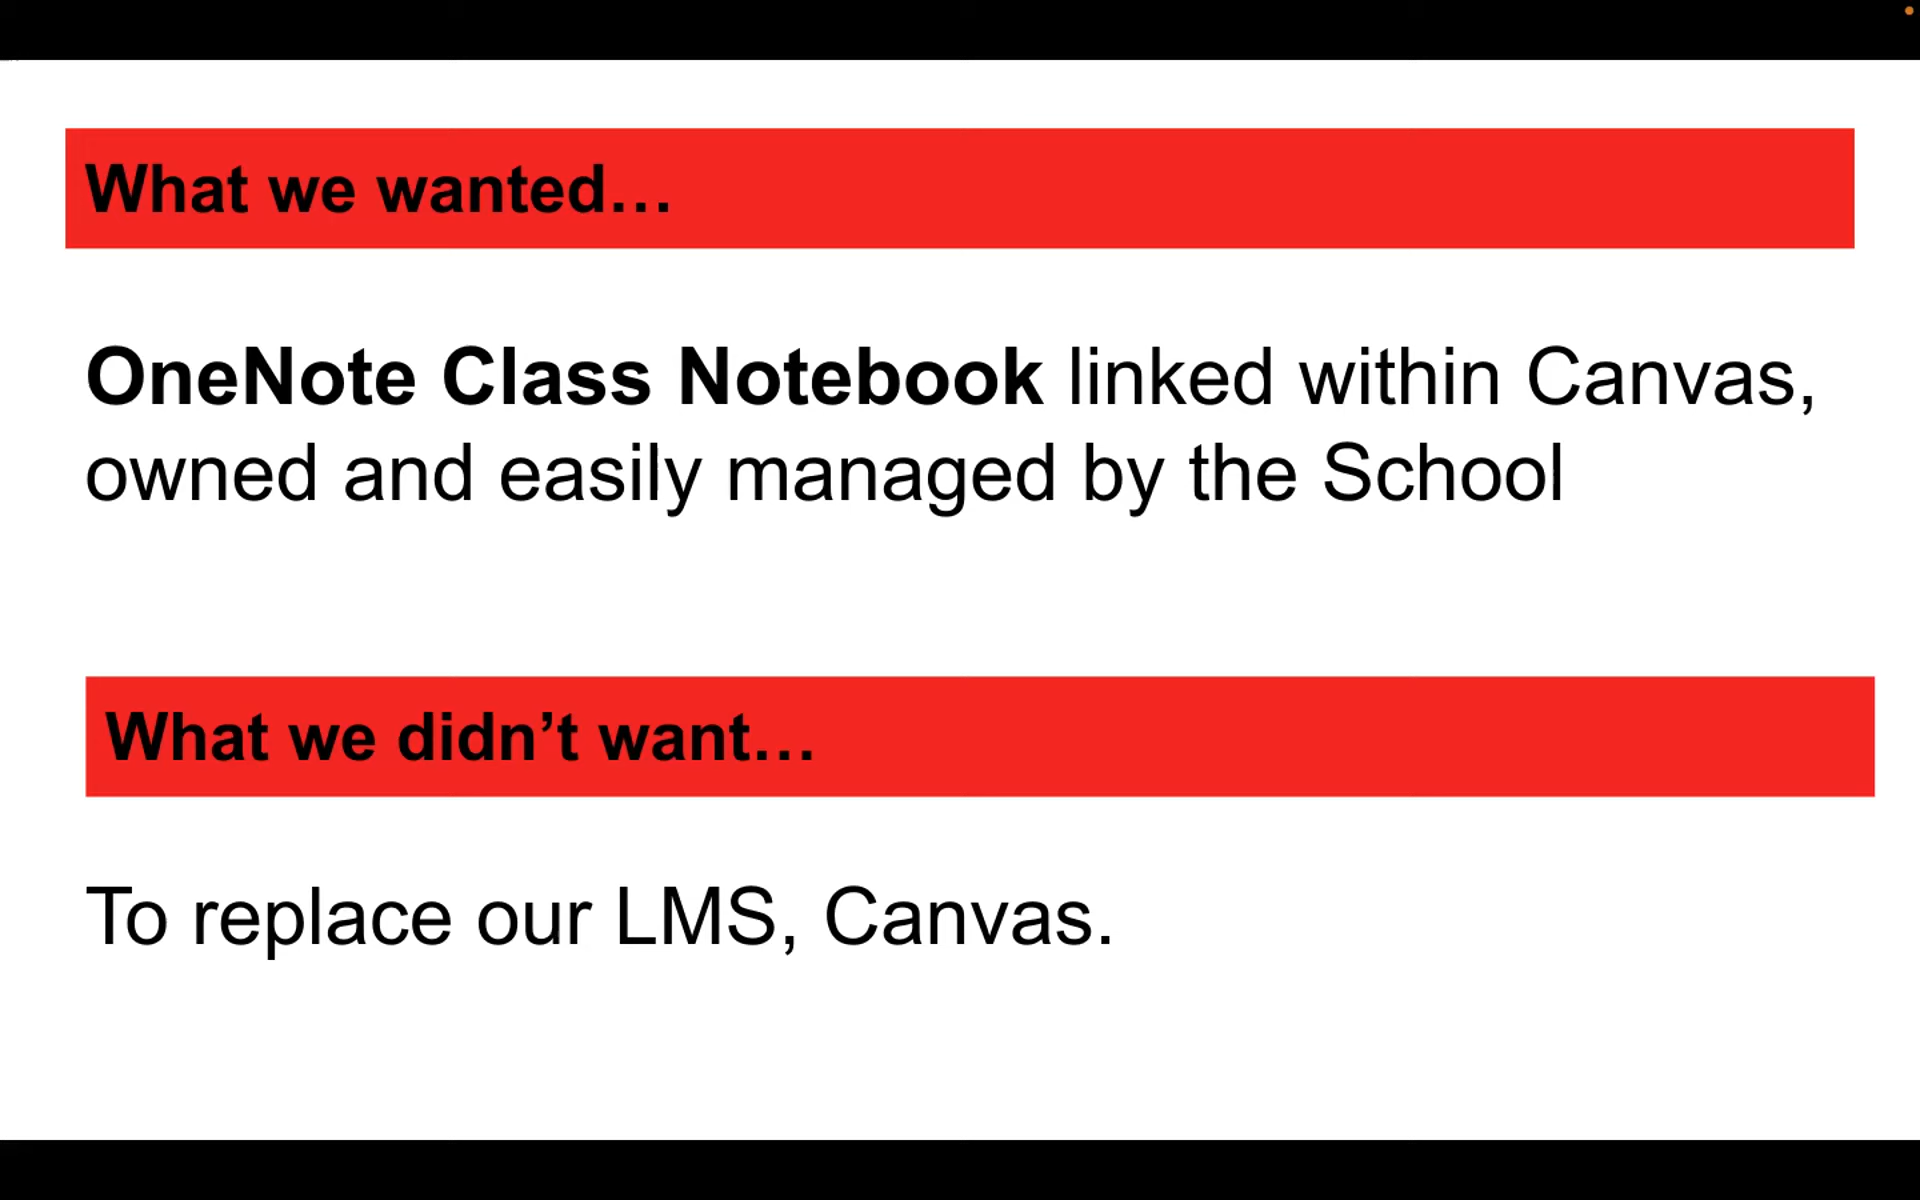 What we wanted…
OneNote Class Notebook linked within Canvas,
owned and easily managed by the School
What we didn’t want…
To replace our LMS, Canvas.